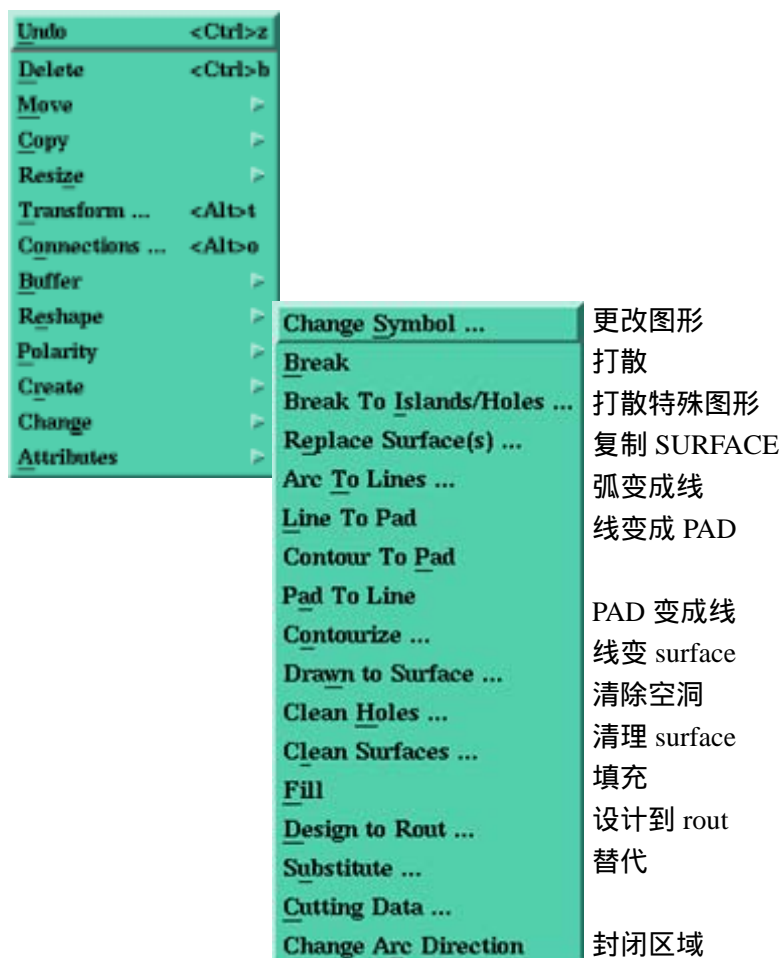 Undo <Ctrl>z
Delete <Ctrl>b
Move
Copy
Resize
Transform ... <Alt>t
Connections ... <Alt>o
Buffer
Reshape
Polarity
Create
Change
Attributes
Change Symbol ... 更改图形
Break 打散
Break To Islands/Holes ... 打散特殊图形
Replace Surface(s) ... 复制 SURFACE
Arc To Lines ... 弧变成线
Line To Pad 线变成 PAD
Contour To Pad
Pad To Line PAD 变成线
Contourize ... 线变 surface
Drawn to Surface ... 清除空洞
Clean Holes ... 清理 surface
Clean Surfaces ... 填充
Fill 设计到 rout
Design to Rout ... 替代
Substitute ...
Cutting Data ...
Change Arc Direction 封闭区域